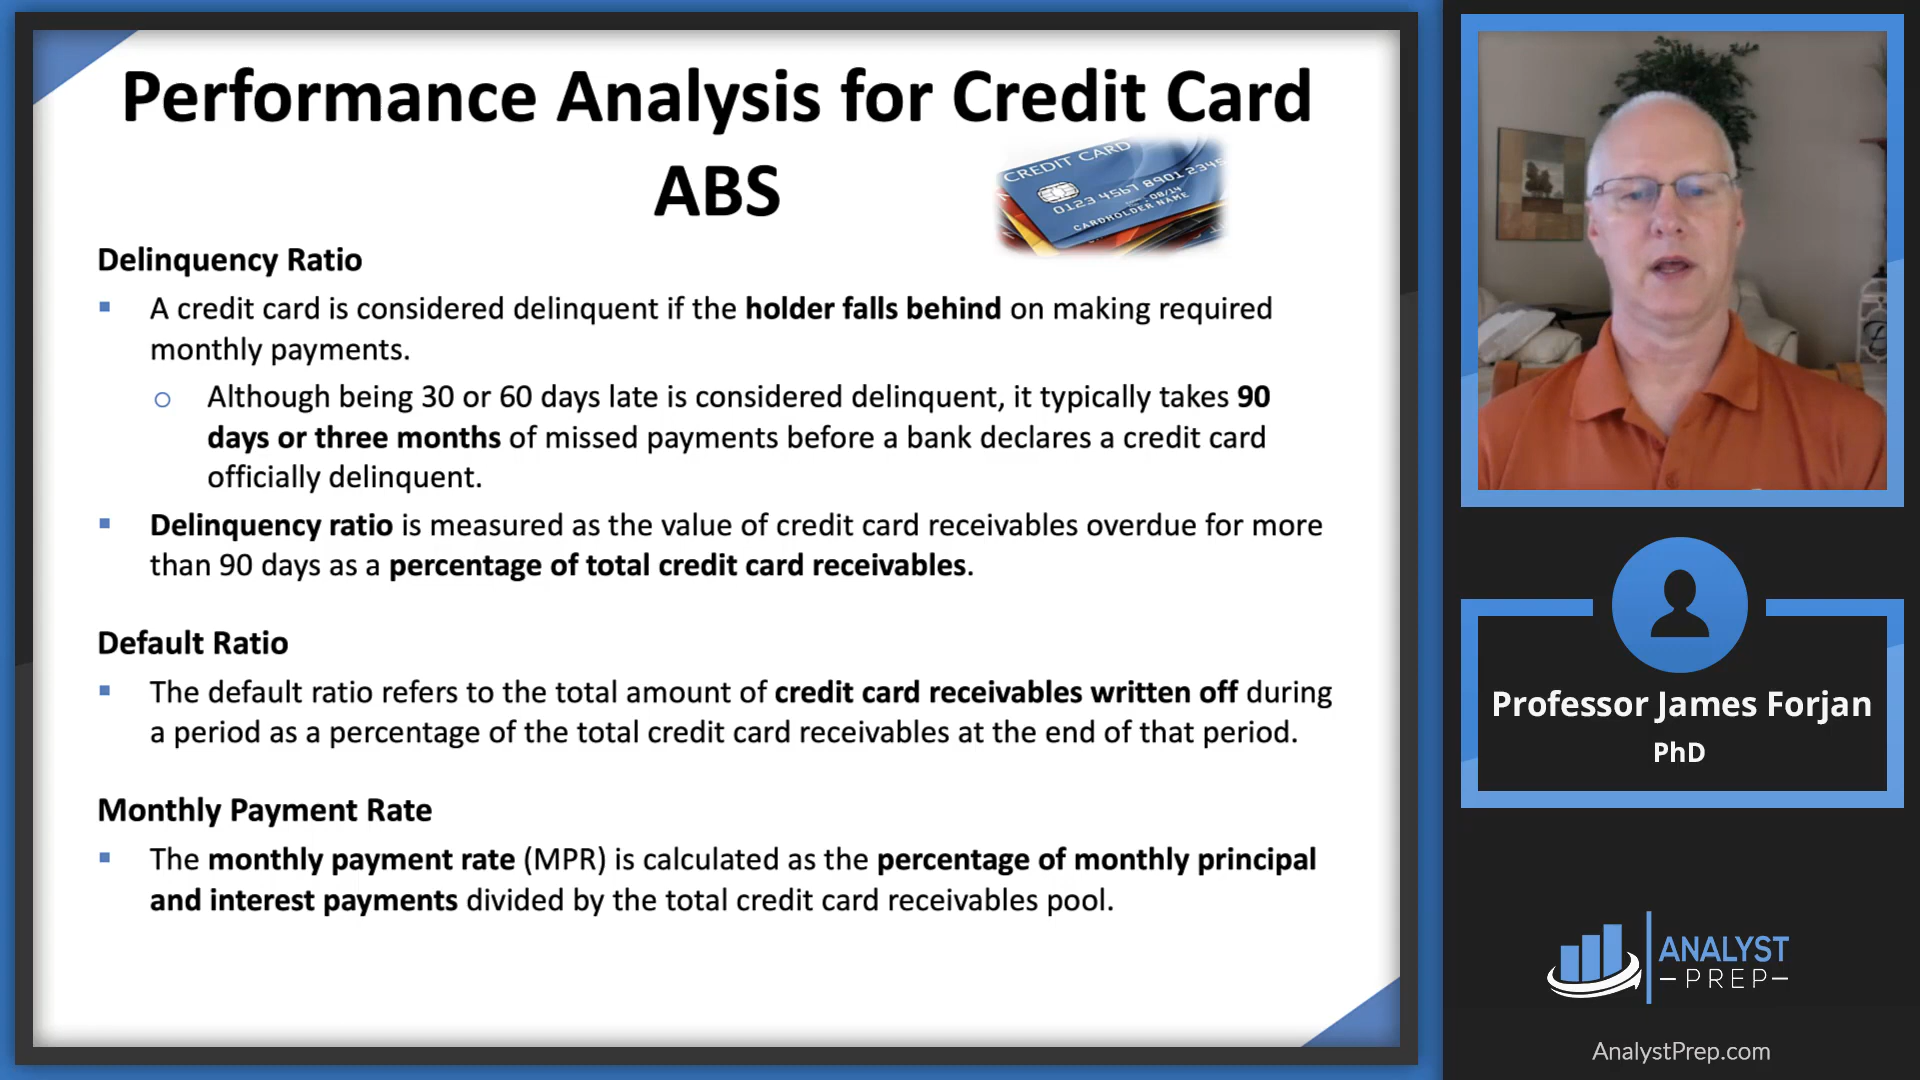 Performance Analysis for Credit Card
ABS
CREDIT CARD
0123 4567 8901 2345
08/14
CARDHOLDER NAME
Delinquency Ratio
▪ A credit card is considered delinquent if the holder falls behind on making required
monthly payments.
○ Although being 30 or 60 days late is considered delinquent, it typically takes 90
days or three months of missed payments before a bank declares a credit card
officially delinquent.
▪ Delinquency ratio is measured as the value of credit card receivables overdue for more
than 90 days as a percentage of total credit card receivables.
Default Ratio
▪ The default ratio refers to the total amount of credit card receivables written off during
a period as a percentage of the total credit card receivables at the end of that period.
Monthly Payment Rate
▪ The monthly payment rate (MPR) is calculated as the percentage of monthly principal
and interest payments divided by the total credit card receivables pool.
Professor James Forjan
PhD
ANALYST
PREP
AnalystPrep.com